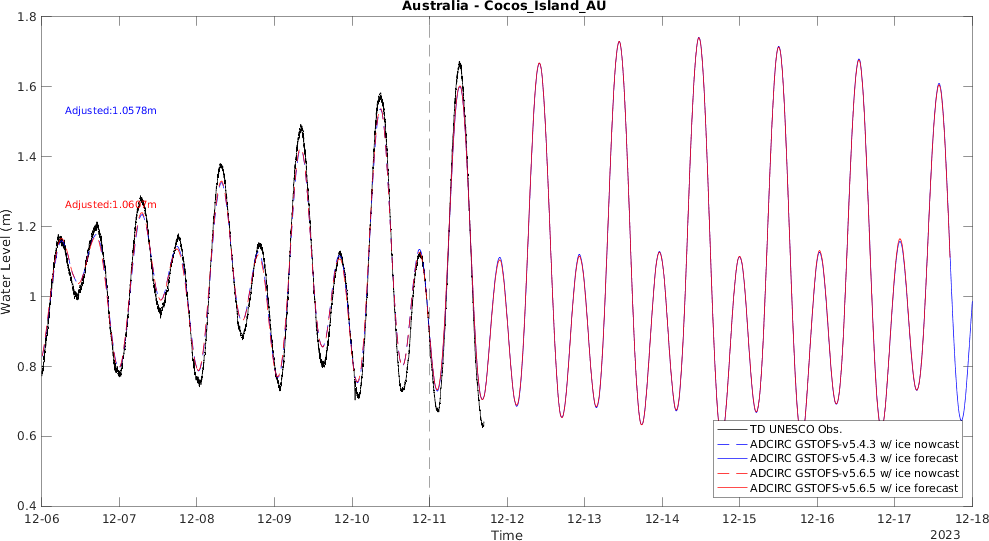 Australia - Cocos_Island_AU
1.8
1.6
1.4
1.2
1
0.8
0.6
0.4
Water Level (m)
Adjusted:1.0578m
TD UNESCO Obs.
ADCIRC GSTOFS-v5.4.3 w/ ice nowcast
ADCIRC GSTOFS-v5.4.3 w/ ice forecast
ADCIRC GSTOFS-v5.6.5 w/ ice nowcast
ADCIRC GSTOFS-v5.6.5 w/ ice forecast
12-06 12-07 12-08 12-09 12-10 12-11 12-12 12-13 12-14 12-15 12-16 12-17 12-18
Time
2023